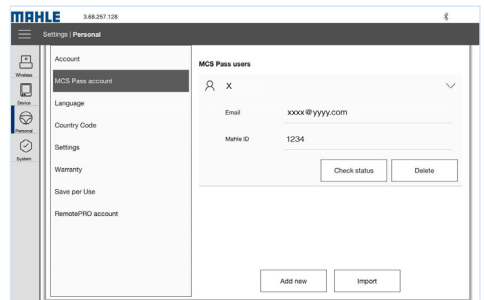 MAHLE 3.68.257.128
Settings | Personal
Wireless
Device
Personal
System
Account
MCS Pass account
Language
Country Code
Settings
Warranty
Save per Use
RemotePRO account
MCS Pass users
X
Email xxxx@yyyy.com
Mahle ID 1234
Check status Delete
Add new Import